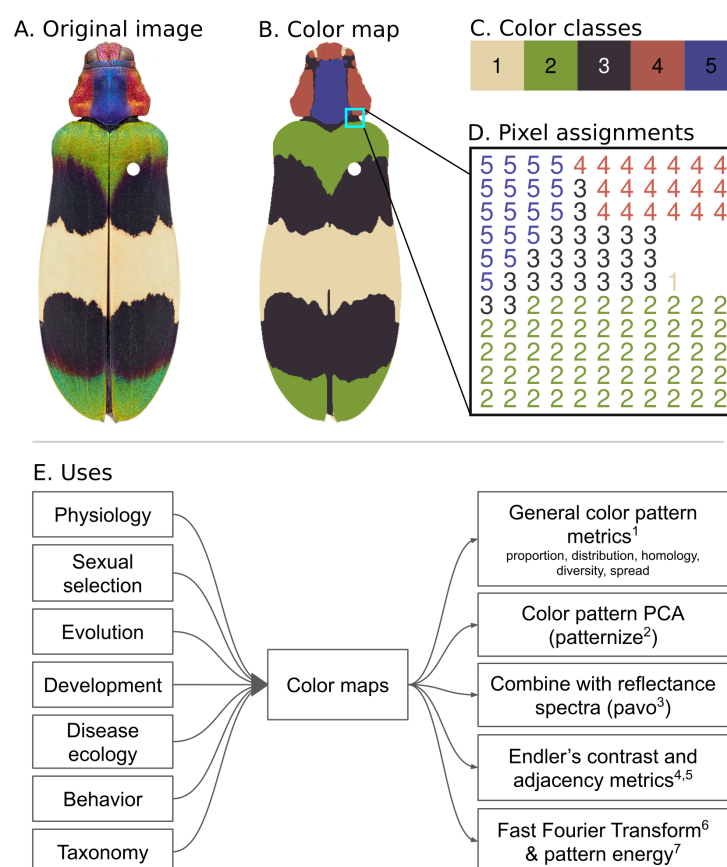 A. Original image
B. Color map
C. Color classes
1 2 3 4 5
D. Pixel assignments
5 5 5 5 4 4 4 4 4 4 4
5 5 5 5 3 4 4 4 4 4 4
5 5 5 5 3 4 4 4 4 4 4
5 5 5 3 3 3 3 3
5 5 3 3 3 3 3 3
5 3 3 3 3 3 3 3 1
3 3 2 2 2 2 2 2 2 2 2
2 2 2 2 2 2 2 2 2 2 2
2 2 2 2 2 2 2 2 2 2 2
2 2 2 2 2 2 2 2 2 2 2
2 2 2 2 2 2 2 2 2 2 2
E. Uses
Physiology
Sexual
selection
Evolution
Development
Disease
ecology
Behavior
Taxonomy
Color maps
General color pattern
metrics¹
proportion, distribution, homology,
diversity, spread
Color pattern PCA
(patternize²)
Combine with reflectance
spectra (pavo³)
Endler's contrast and
adjacency metrics⁴,⁵
Fast Fourier Transform⁶
& pattern energy⁷